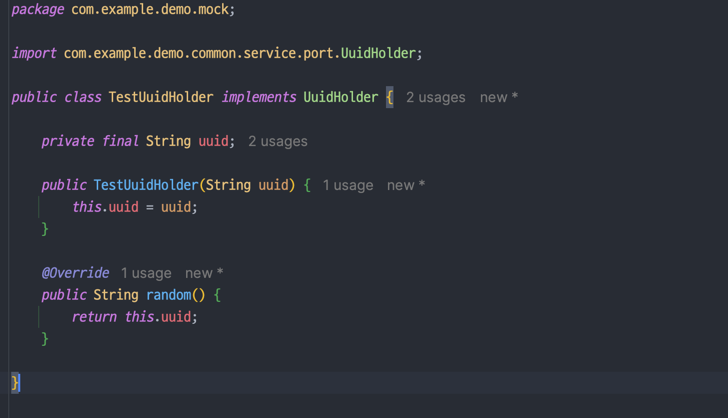 package com.example.demo.mock;
import com.example.demo.common.service.port.UuidHolder;
public class TestUuidHolder implements UuidHolder { 2 usages new *
private final String uuid; 2 usages
public TestUuidHolder(String uuid) { 1 usage new *
this.uuid = uuid;
}
@Override 1 usage new *
public String random() {
return this.uuid;
}
}